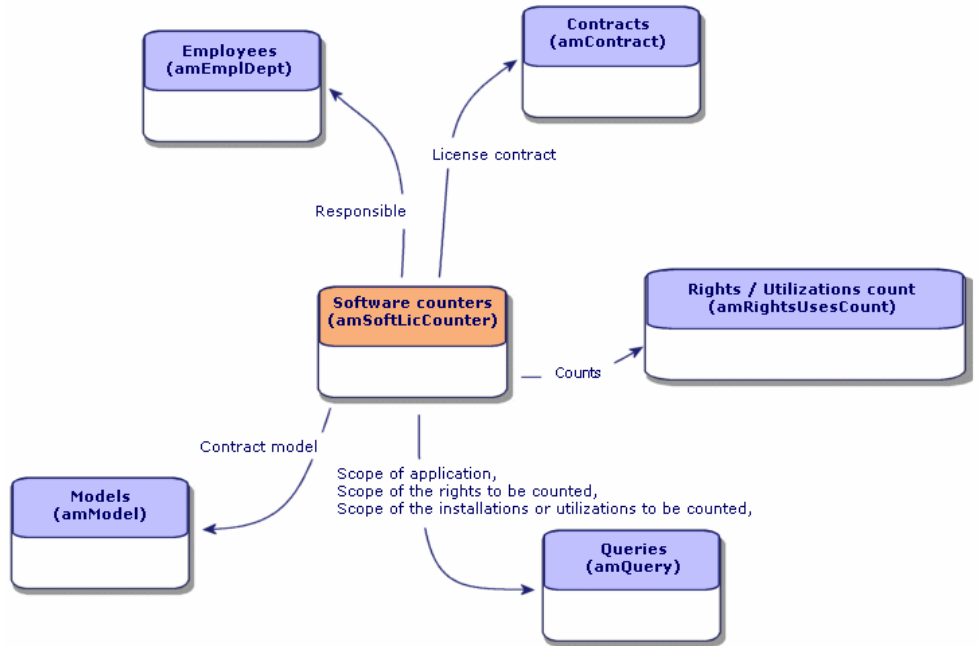 Contracts
(amContract)
Employees
(amEmplDept)
License contract
Responsible
Software counters
(amSoftLicCounter)
Rights / Utilizations count
(amRightsUsesCount)
Counts
Contract model
Scope of application,
Scope of the rights to be counted,
Scope of the installations or utilizations to be counted,
Models
(amModel)
Queries
(amQuery)